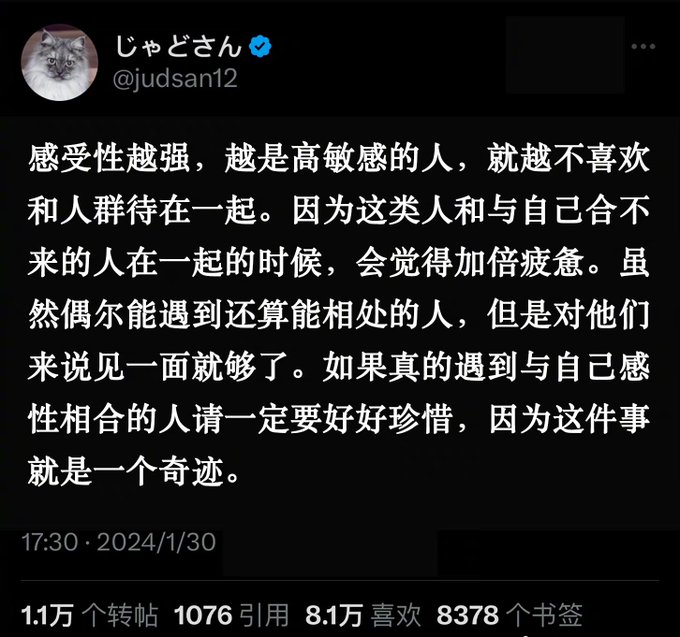 じゃどさん
@judsan12
感受性越强，越是高敏感的人，就越不喜欢
和人群待在一起。因为这类人和与自己合不
来的人在一起的时候，会觉得加倍疲惫。虽
然偶尔能遇到还算能相处的人，但是对他们
来说见一面就够了。如果真的遇到与自己感
性相合的人请一定要好好珍惜，因为这件事
就是一个奇迹。
17:30 · 2024/1/30
1.1万 个转帖 1076 引用 8.1万 喜欢 8378 个书签